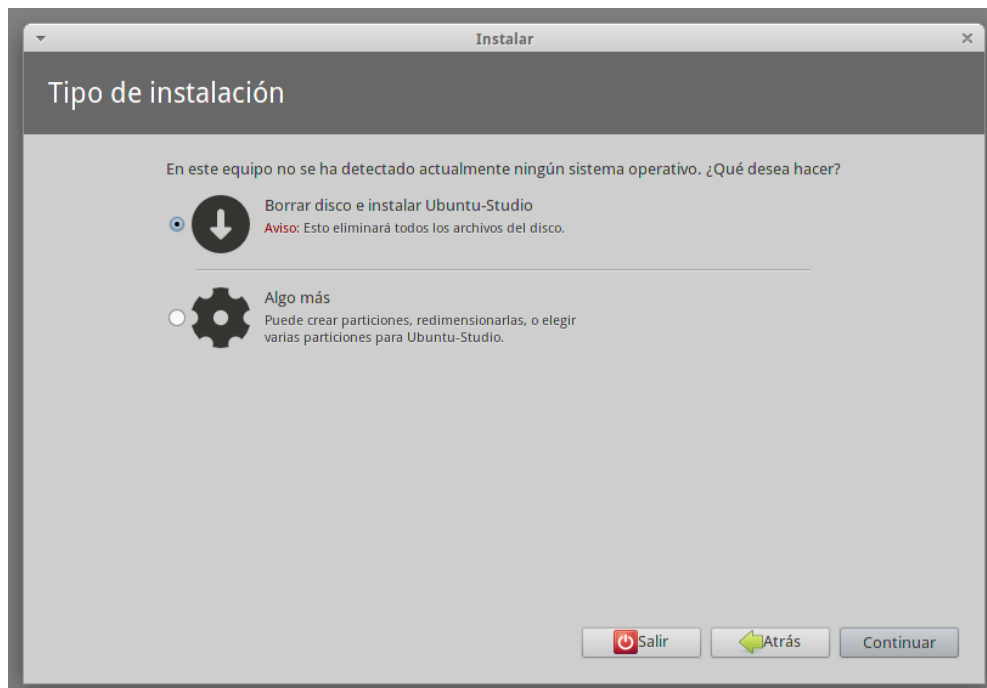 Instalar
Tipo de instalación
En este equipo no se ha detectado actualmente ningún sistema operativo. ¿Qué desea hacer?
Borrar disco e instalar Ubuntu-Studio
Aviso: Esto eliminará todos los archivos del disco.
Algo más
Puede crear particiones, redimensionarlas, o elegir
varias particiones para Ubuntu-Studio.
Salir
Atrás
Continuar